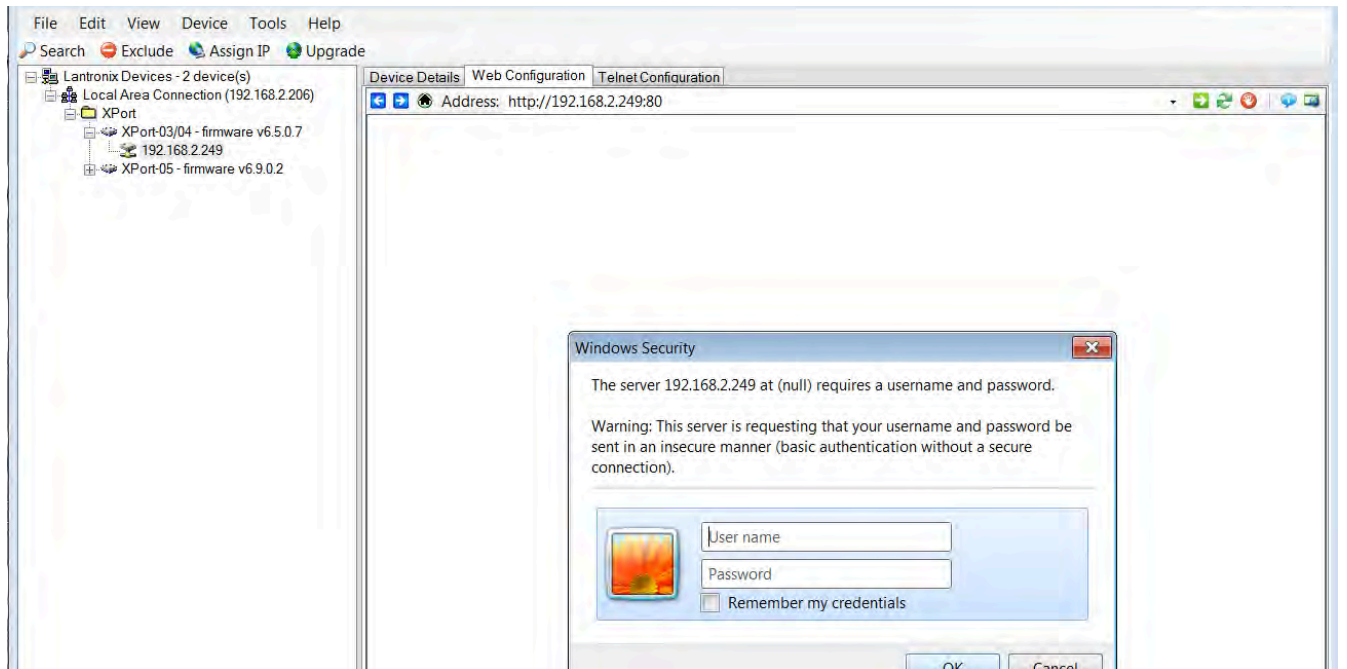 File Edit View Device Tools Help
Search Exclude Assign IP Upgrade
Lantronix Devices - 2 device(s)
Local Area Connection (192.168.2.206)
XPort
XPort-03/04 - firmware v6.5.0.7
192.168.2.249
XPort-05 - firmware v6.9.0.2
Device Details Web Configuration Telnet Configuration
Address: http://192.168.2.249:80
Windows Security
The server 192.168.2.249 at (null) requires a username and password.
Warning: This server is requesting that your username and password be
sent in an insecure manner (basic authentication without a secure
connection).
User name
Password
Remember my credentials
OK Cancel